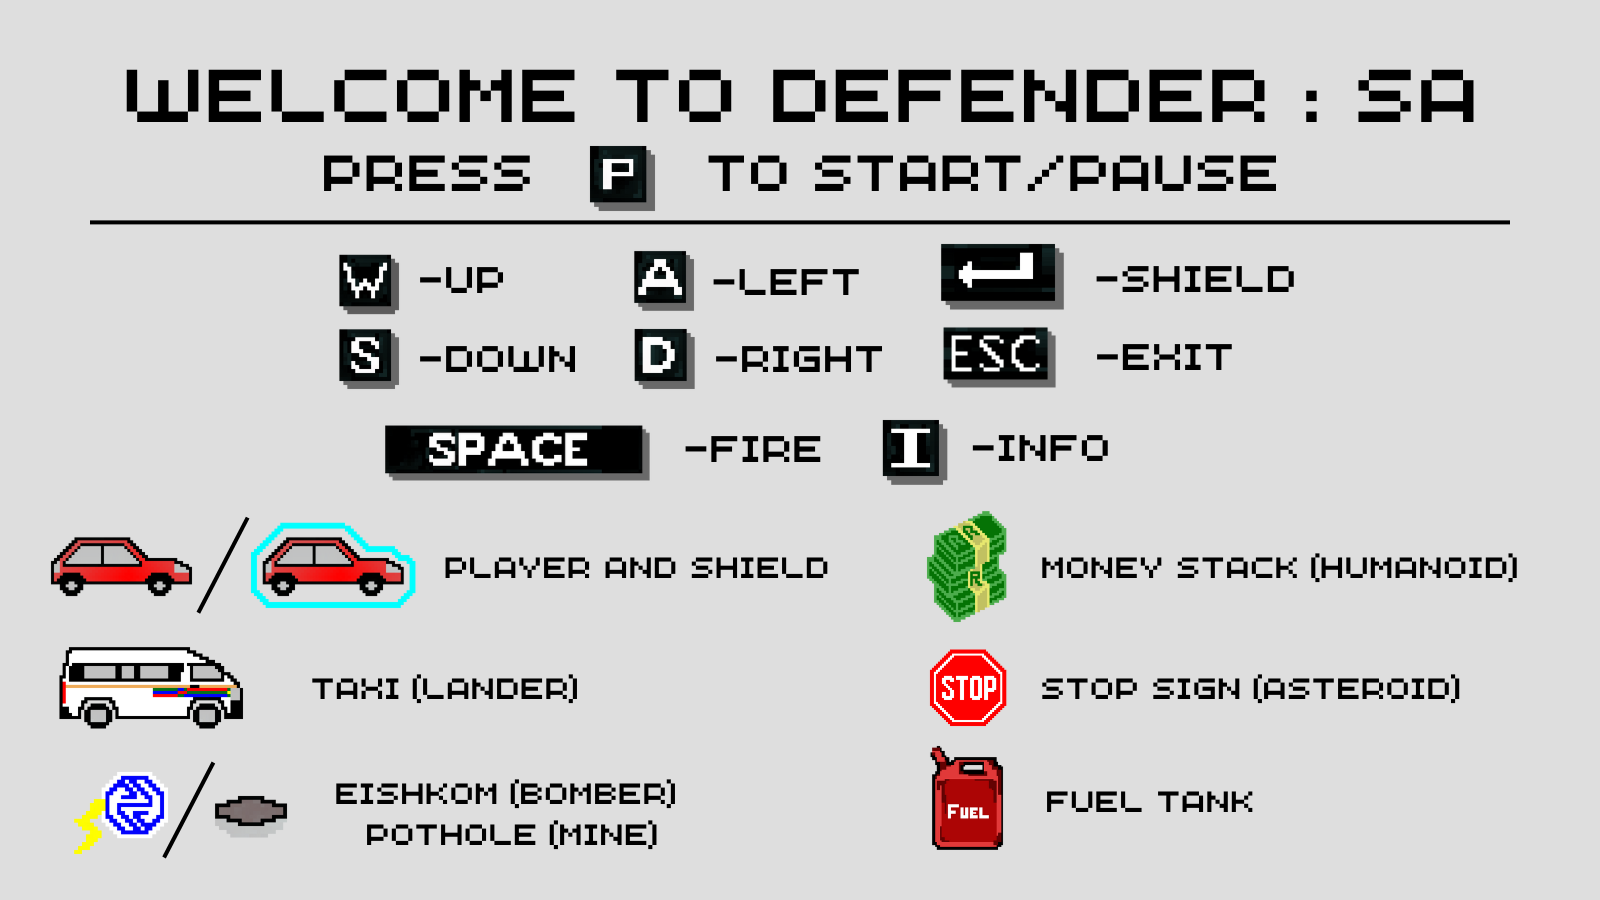 WELCOME TO DEFENDER : SA
PRESS P TO START/PAUSE
W -UP A -LEFT -SHIELD
S -DOWN D -RIGHT ESC -EXIT
SPACE -FIRE I -INFO
PLAYER AND SHIELD
R
R
MONEY STACK (HUMANOID)
TAXI (LANDER)
STOP
STOP SIGN (ASTEROID)
EISHKOM (BOMBER)
POTHOLE (MINE)
FUEL
FUEL TANK